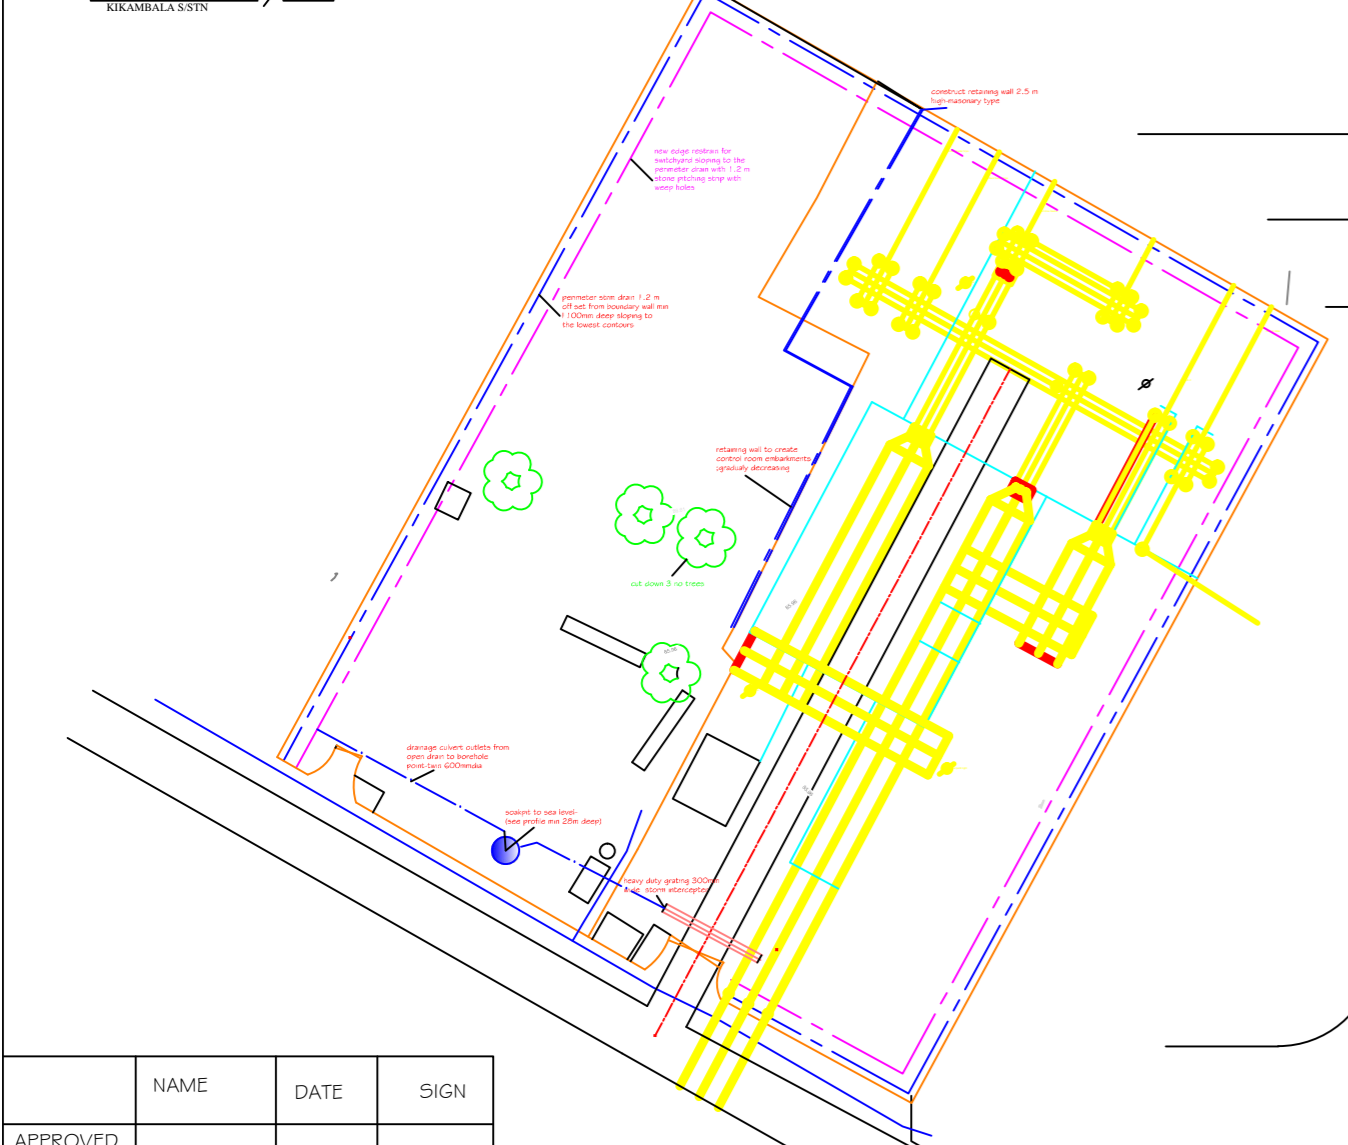 KIKAMBALA S/STN
construct retaining wall 2.5 m
high-masonary type
new edge restrain for
switchyard sloping to the
perimeter drain with 1.2 m
stone pitching strip with
weep holes
perimeter strm drain 1.2 m
off set from boundary wall min
1100mm deep sloping to
the lowest contours
retaining wall to create
control room embarkments
;gradualy decreasing
cut down 3 no trees
drainage culvert outlets from
open drain to borehole
point-twin 600mmdia
soakpit to sea level-
(see profile min 28m deep)
heavy duty grating 300mm
wide storm interceptor
NAME
DATE
SIGN
APPROVED